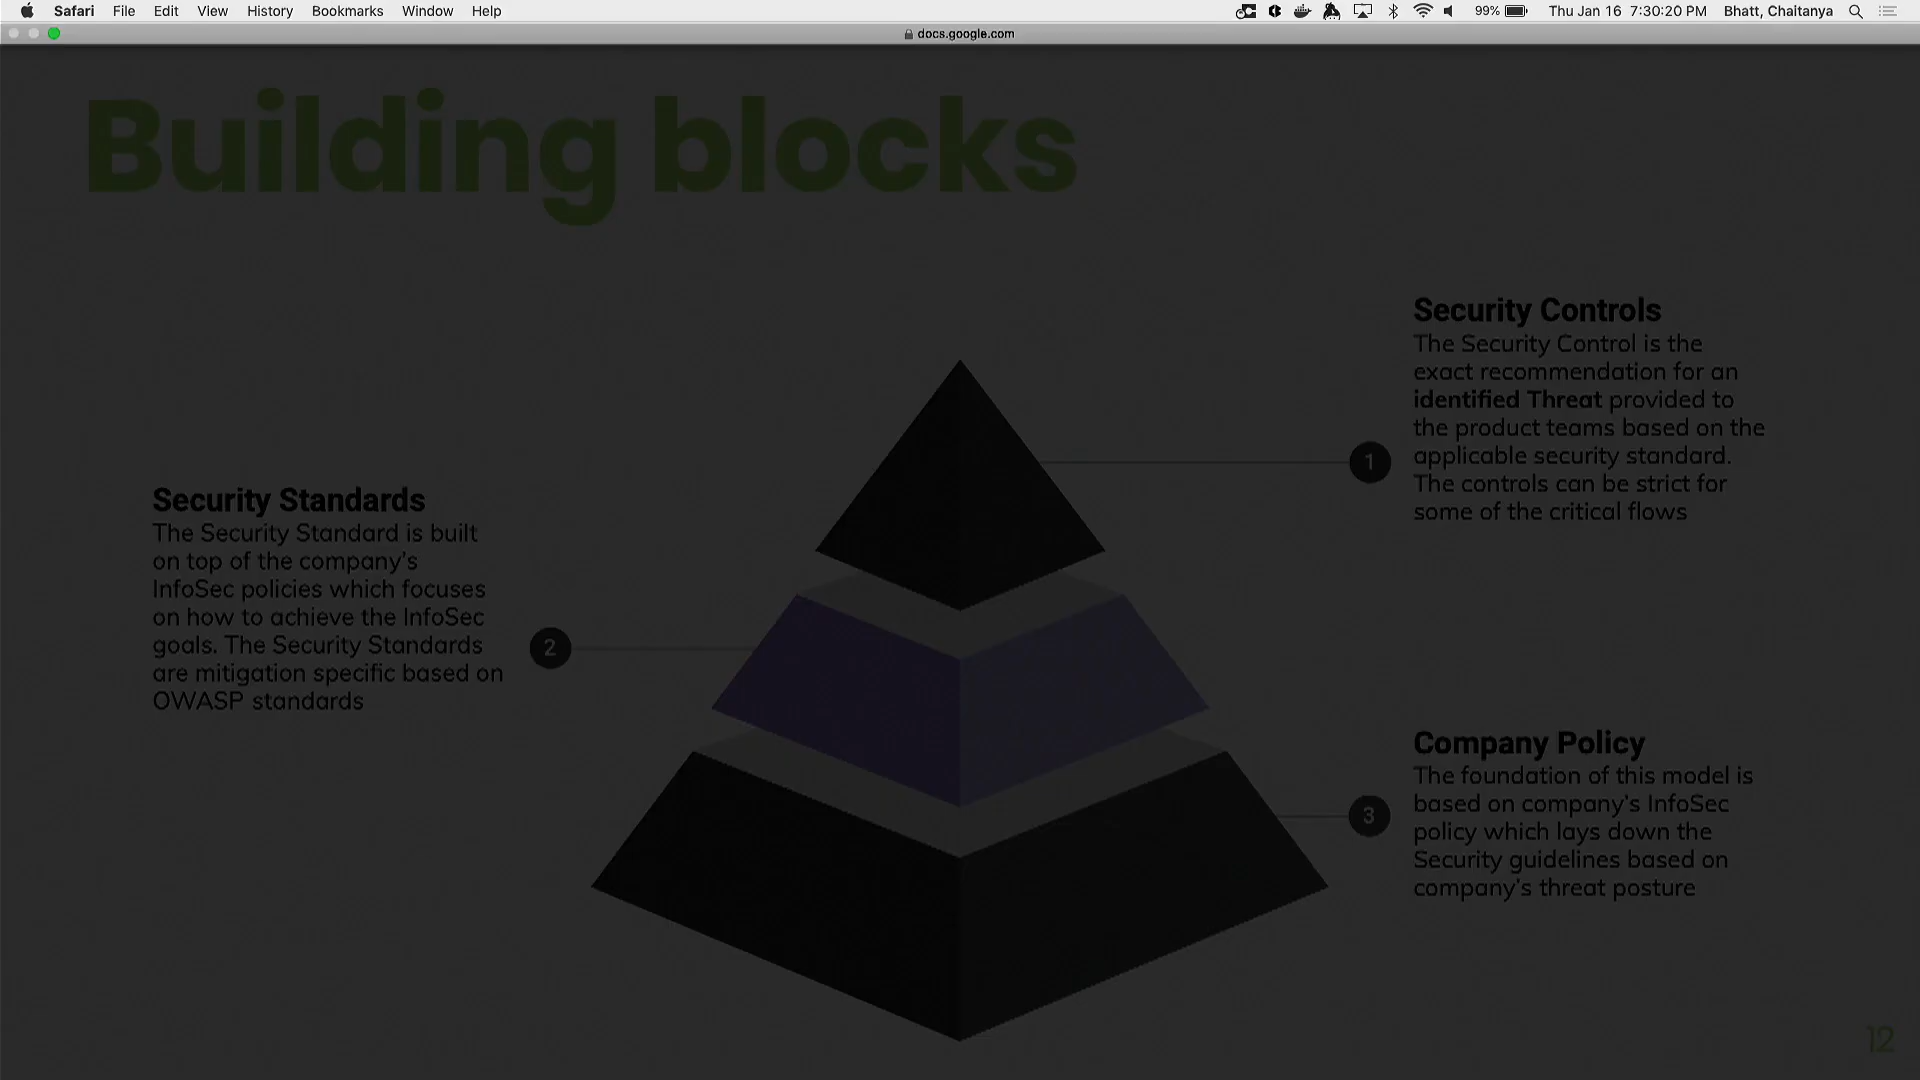 Safari File Edit View History Bookmarks Window Help 99% Thu Jan 16 7:30:20 PM Bhatt, Chaitanya
docs.google.com
Building blocks
Security Controls
The Security Control is the
exact recommendation for an
identified Threat provided to
the product teams based on the
applicable security standard.
The controls can be strict for
some of the critical flows
1
Security Standards
The Security Standard is built
on top of the company's
InfoSec policies which focuses
on how to achieve the InfoSec
goals. The Security Standards
are mitigation specific based on
OWASP standards
2
Company Policy
The foundation of this model is
based on company's InfoSec
policy which lays down the
Security guidelines based on
company's threat posture
3
12